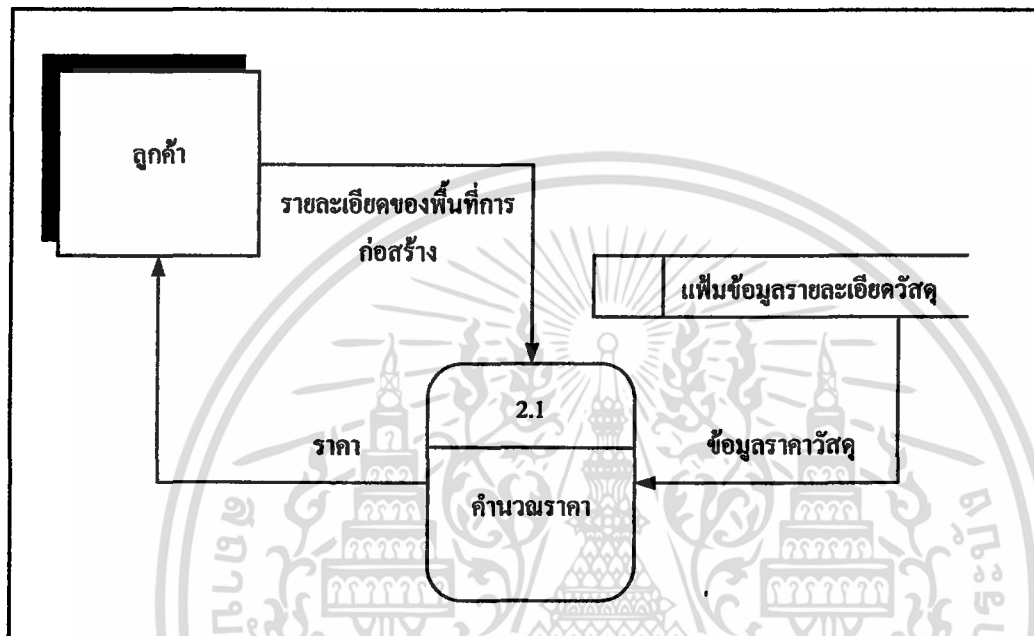 ลูกค้า
รายละเอียดของพื้นที่การ
ก่อสร้าง
แฟ้มข้อมูลรายละเอียดวัสดุ
2.1
ราคา
ข้อมูลราคาวัสดุ
คำนวณราคา